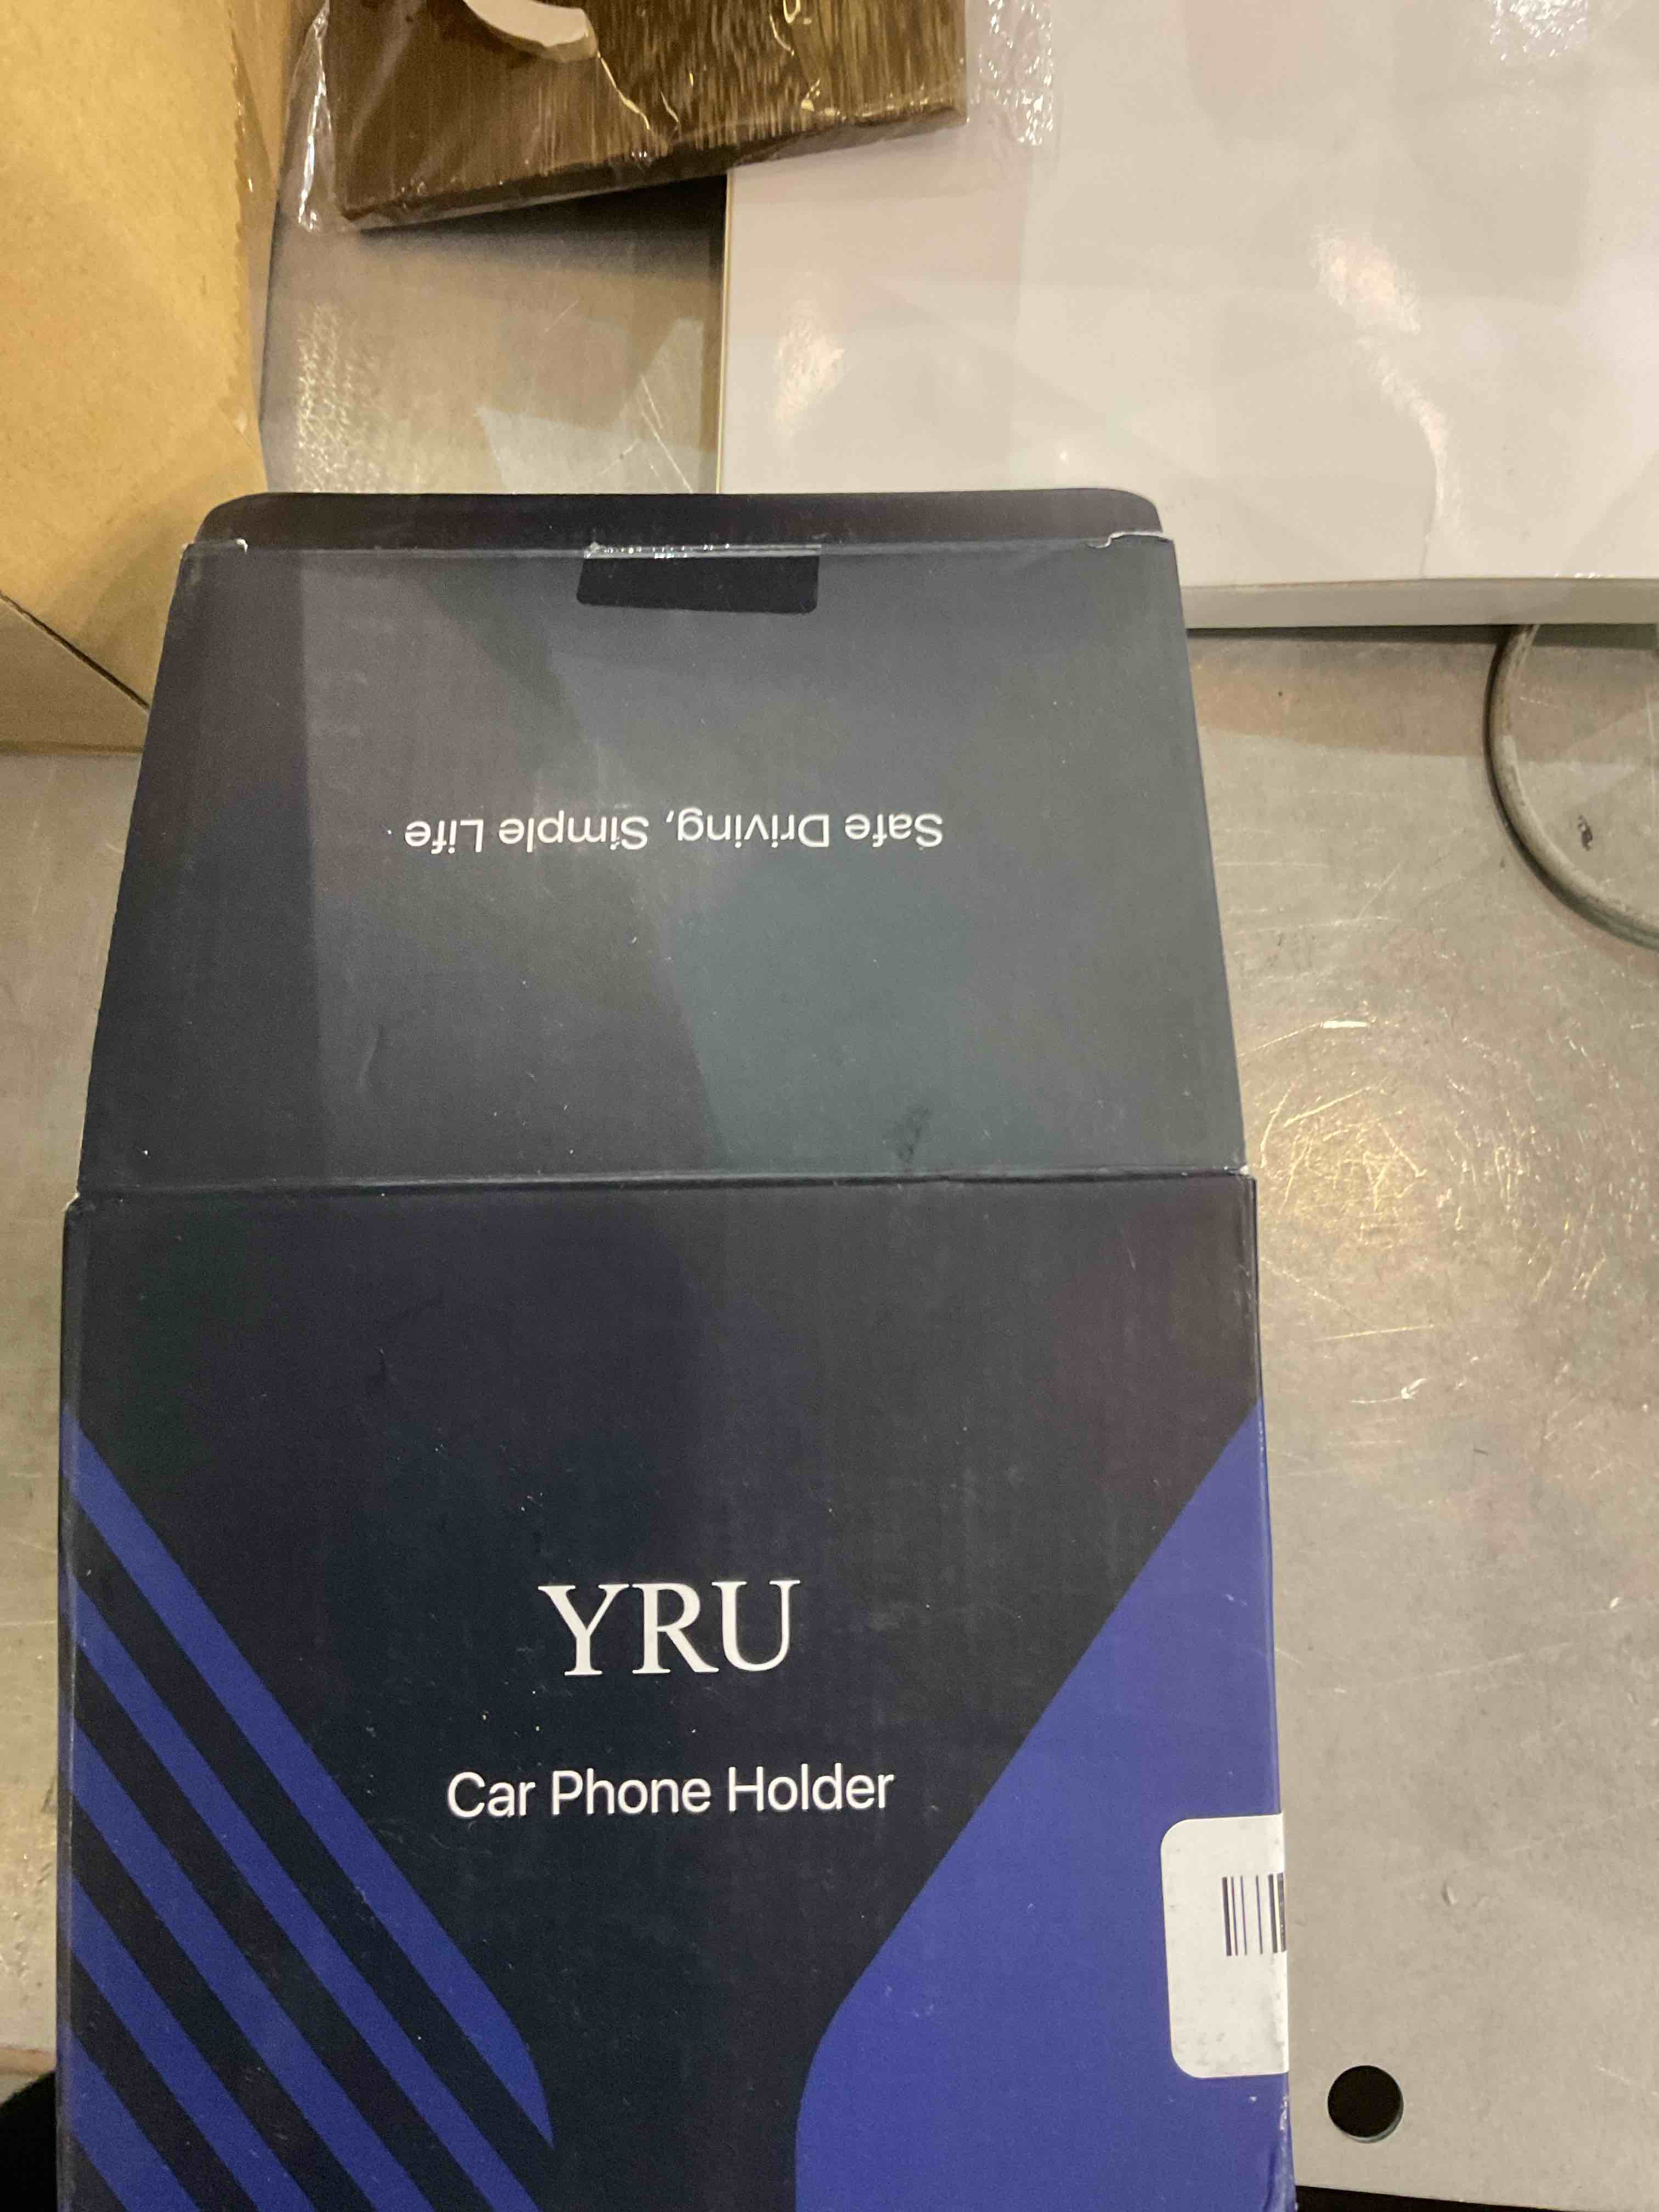 Safe Driving, Simple Life
YRU
Car Phone Holder